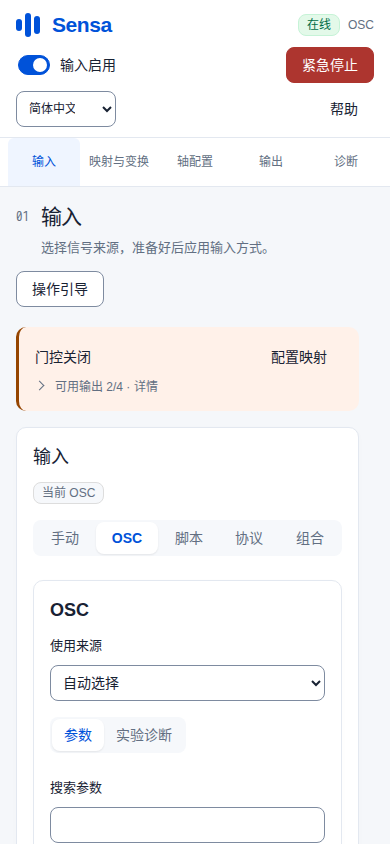 Sensa
在线 OSC
输入启用 紧急停止
简体中文 帮助
输入 映射与变换 轴配置 输出 诊断
01 输入
选择信号来源，准备好后应用输入方式。
操作引导
门控关闭 配置映射
可用输出 2/4 · 详情
输入
当前 OSC
手动 OSC 脚本 协议 组合
OSC
使用来源
自动选择
参数 实验诊断
搜索参数